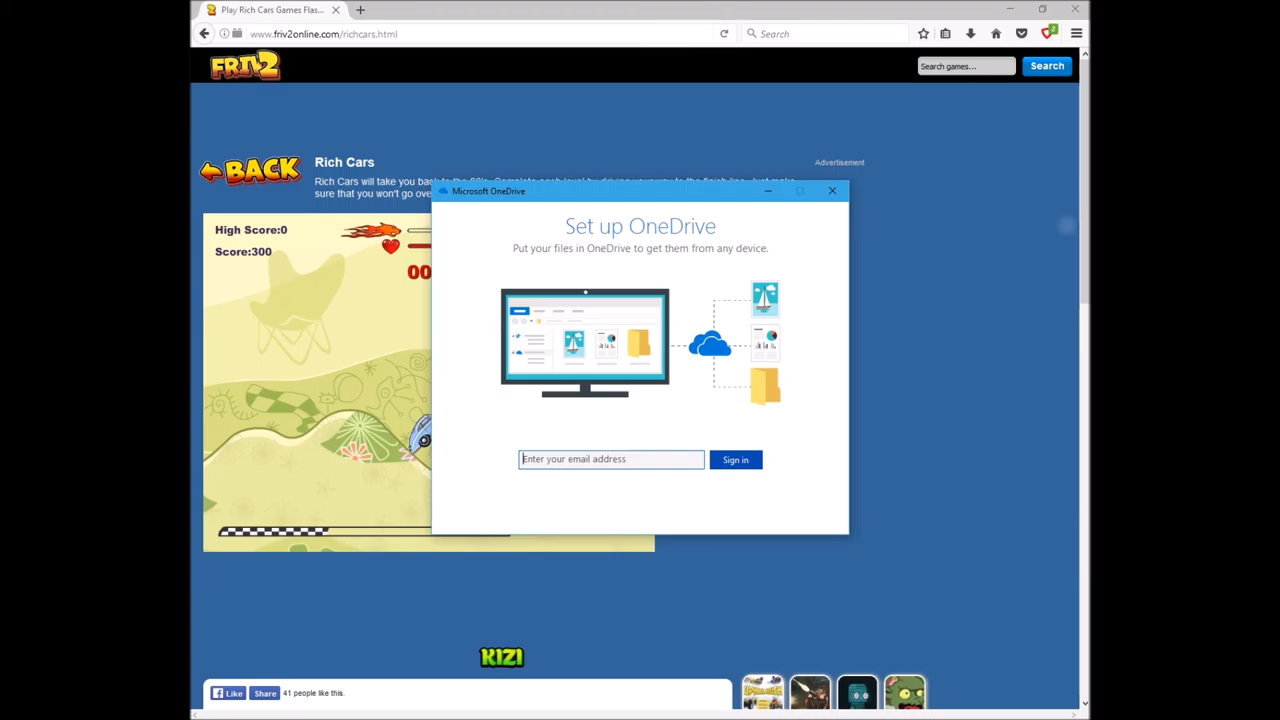 Play Rich Cars Games Flas...
www.friv2online.com/richcars.html
Search
2
FRIV2
Search games...
Search
BACK
Rich Cars
Advertisement
Rich Cars will take you back to the
sure that you won't go ove
Microsoft OneDrive
High Score:0
Score:300
00
Set up OneDrive
Put your files in OneDrive to get them from any device.
Enter your email address
Sign in
KIZI
Like
Share
41 people like this.